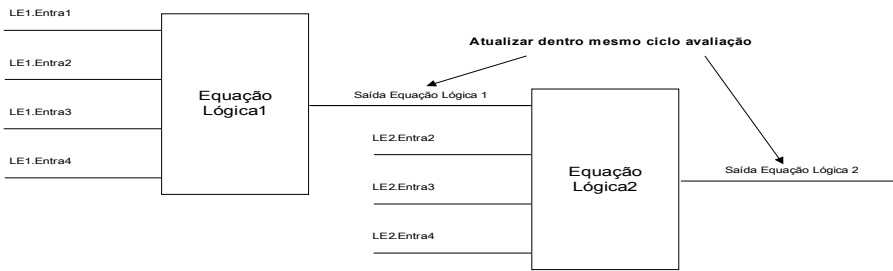 LE1.Entra1
LE1.Entra2
LE1.Entra3
LE1.Entra4
Equação
Lógica1
Atualizar dentro mesmo ciclo avaliação
Saída Equação Lógica 1
LE2.Entra2
LE2.Entra3
LE2.Entra4
Equação
Lógica2
Saída Equação Lógica 2